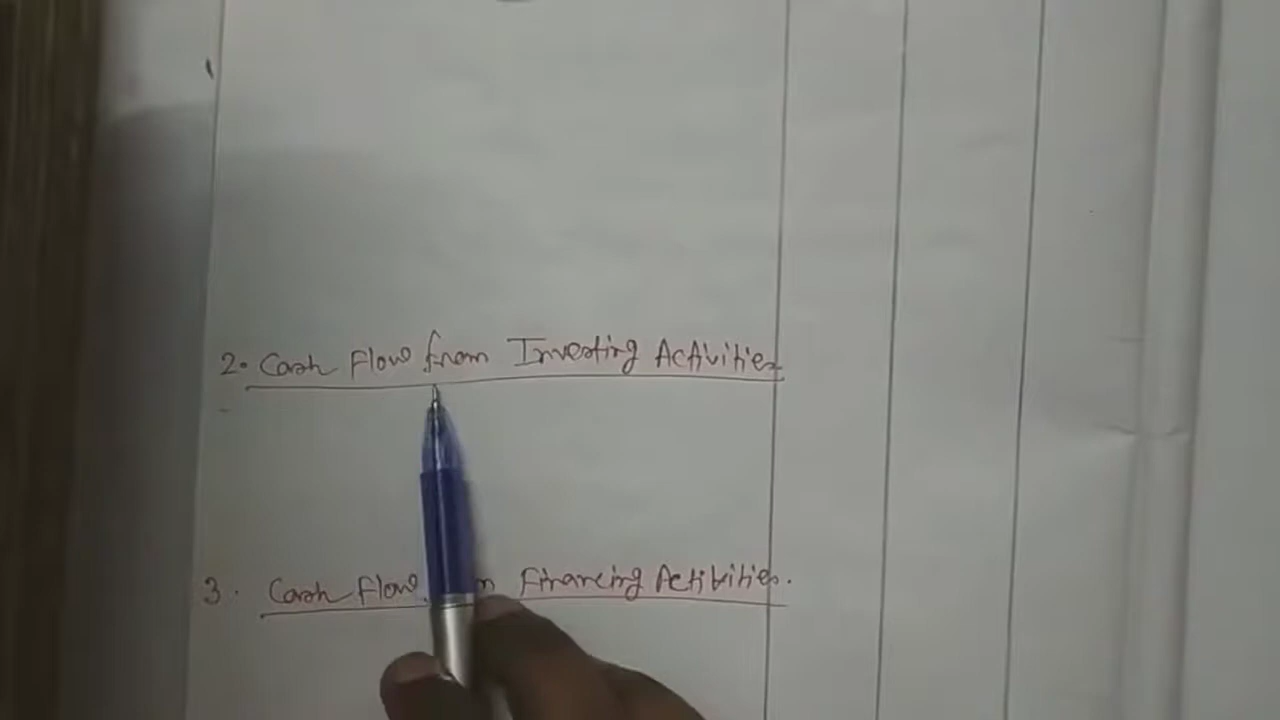 2. Cash Flow from Investing Activities
3. Cash Flow Financing Activities.